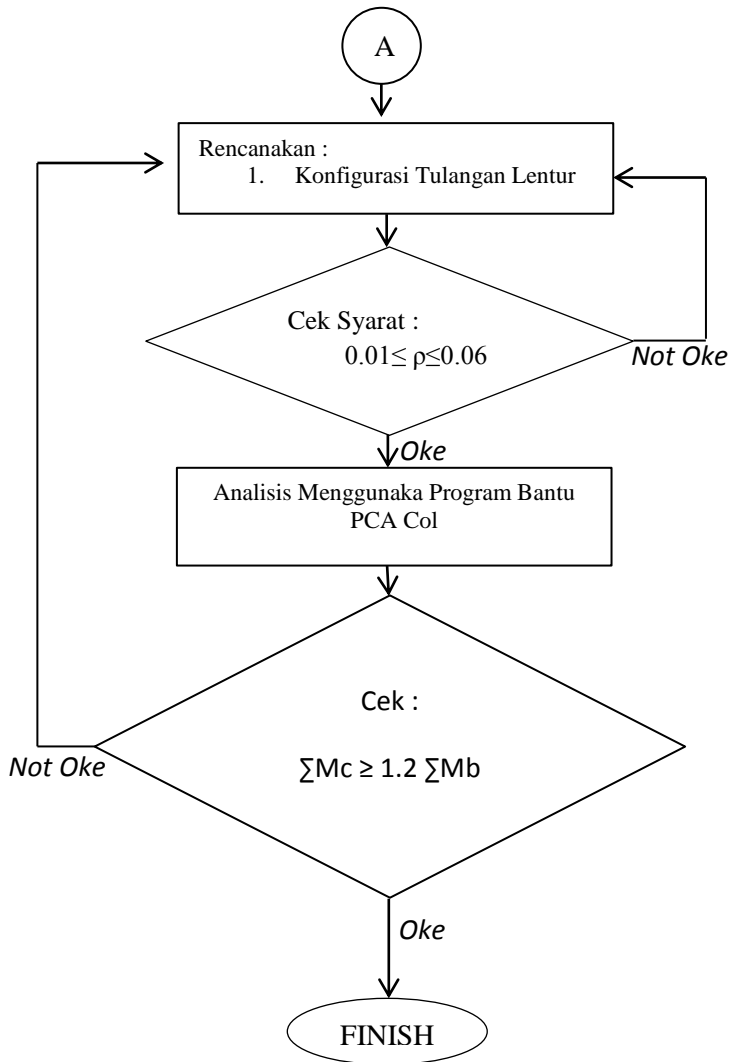 A
Rencanakan :
1. Konfigurasi Tulangan Lentur
Cek Syarat :
0.01≤ ρ≤0.06
Not Oke
Oke
Analisis Menggunaka Program Bantu
PCA Col
Cek :
∑Mc ≥ 1.2 ∑Mb
Not Oke
Oke
FINISH